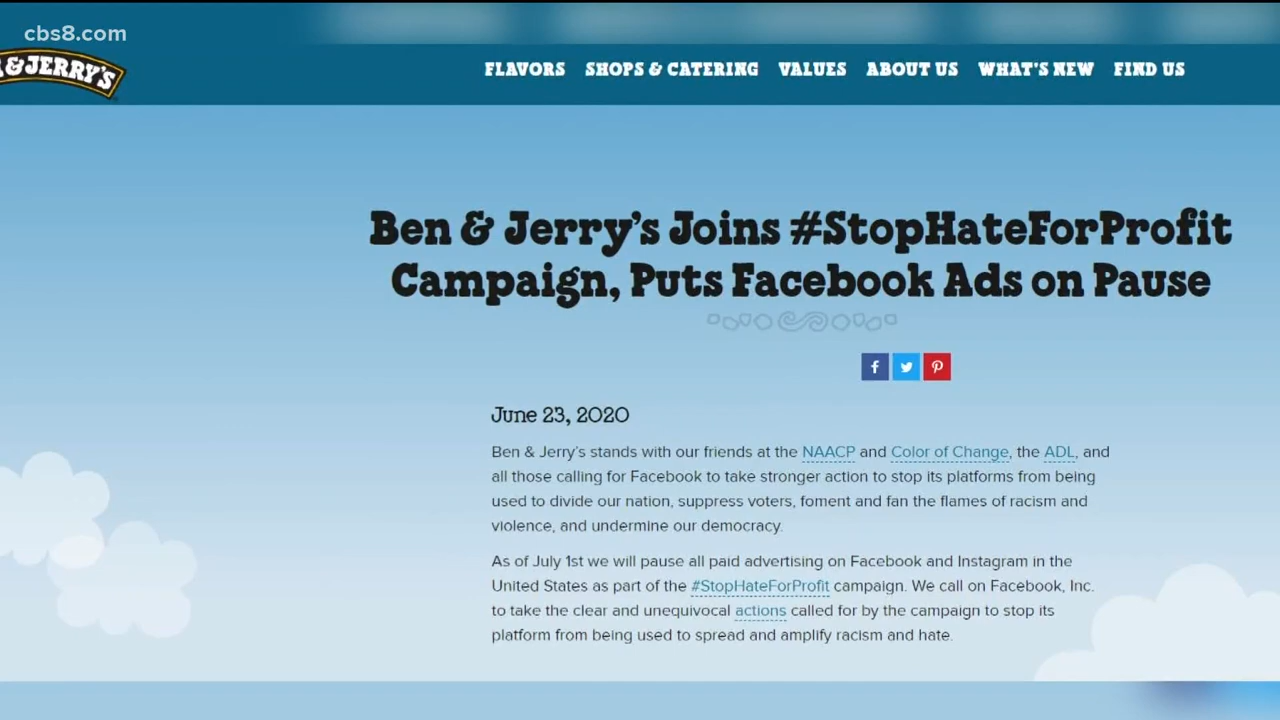 cbs8.com
& JERRY'S
FLAVORS SHOPS & CATERING VALUES ABOUT US WHAT'S NEW FIND US
Ben & Jerry's Joins #StopHateForProfit
Campaign, Puts Facebook Ads on Pause
June 23, 2020
Ben & Jerry's stands with our friends at the NAACP and Color of Change, the ADL, and
all those calling for Facebook to take stronger action to stop its platforms from being
used to divide our nation, suppress voters, foment and fan the flames of racism and
violence, and undermine our democracy.
As of July 1st we will pause all paid advertising on Facebook and Instagram in the
United States as part of the #StopHateForProfit campaign. We call on Facebook, Inc.
to take the clear and unequivocal actions called for by the campaign to stop its
platform from being used to spread and amplify racism and hate.